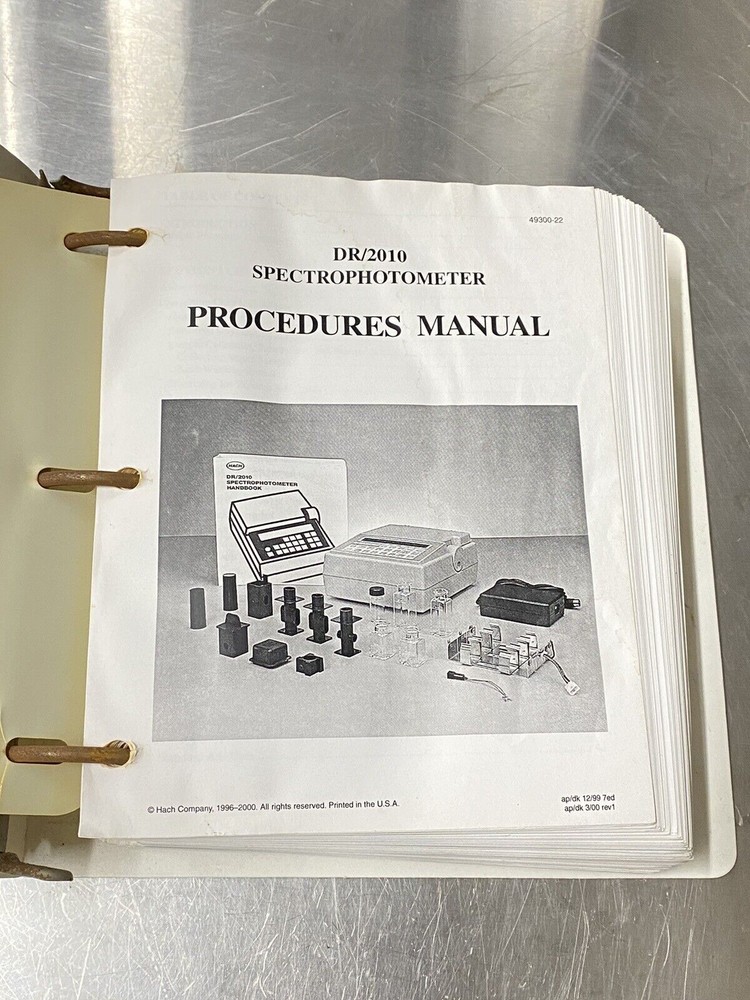 49300-22
DR/2010
SPECTROPHOTOMETER
PROCEDURES MANUAL
HACH
DR/2010
SPECTROPHOTOMETER
HANDBOOK
© Hach Company, 1996–2000. All rights reserved. Printed in the U.S.A.
ap/dk 12/99 7ed
ap/dk 3/00 rev1